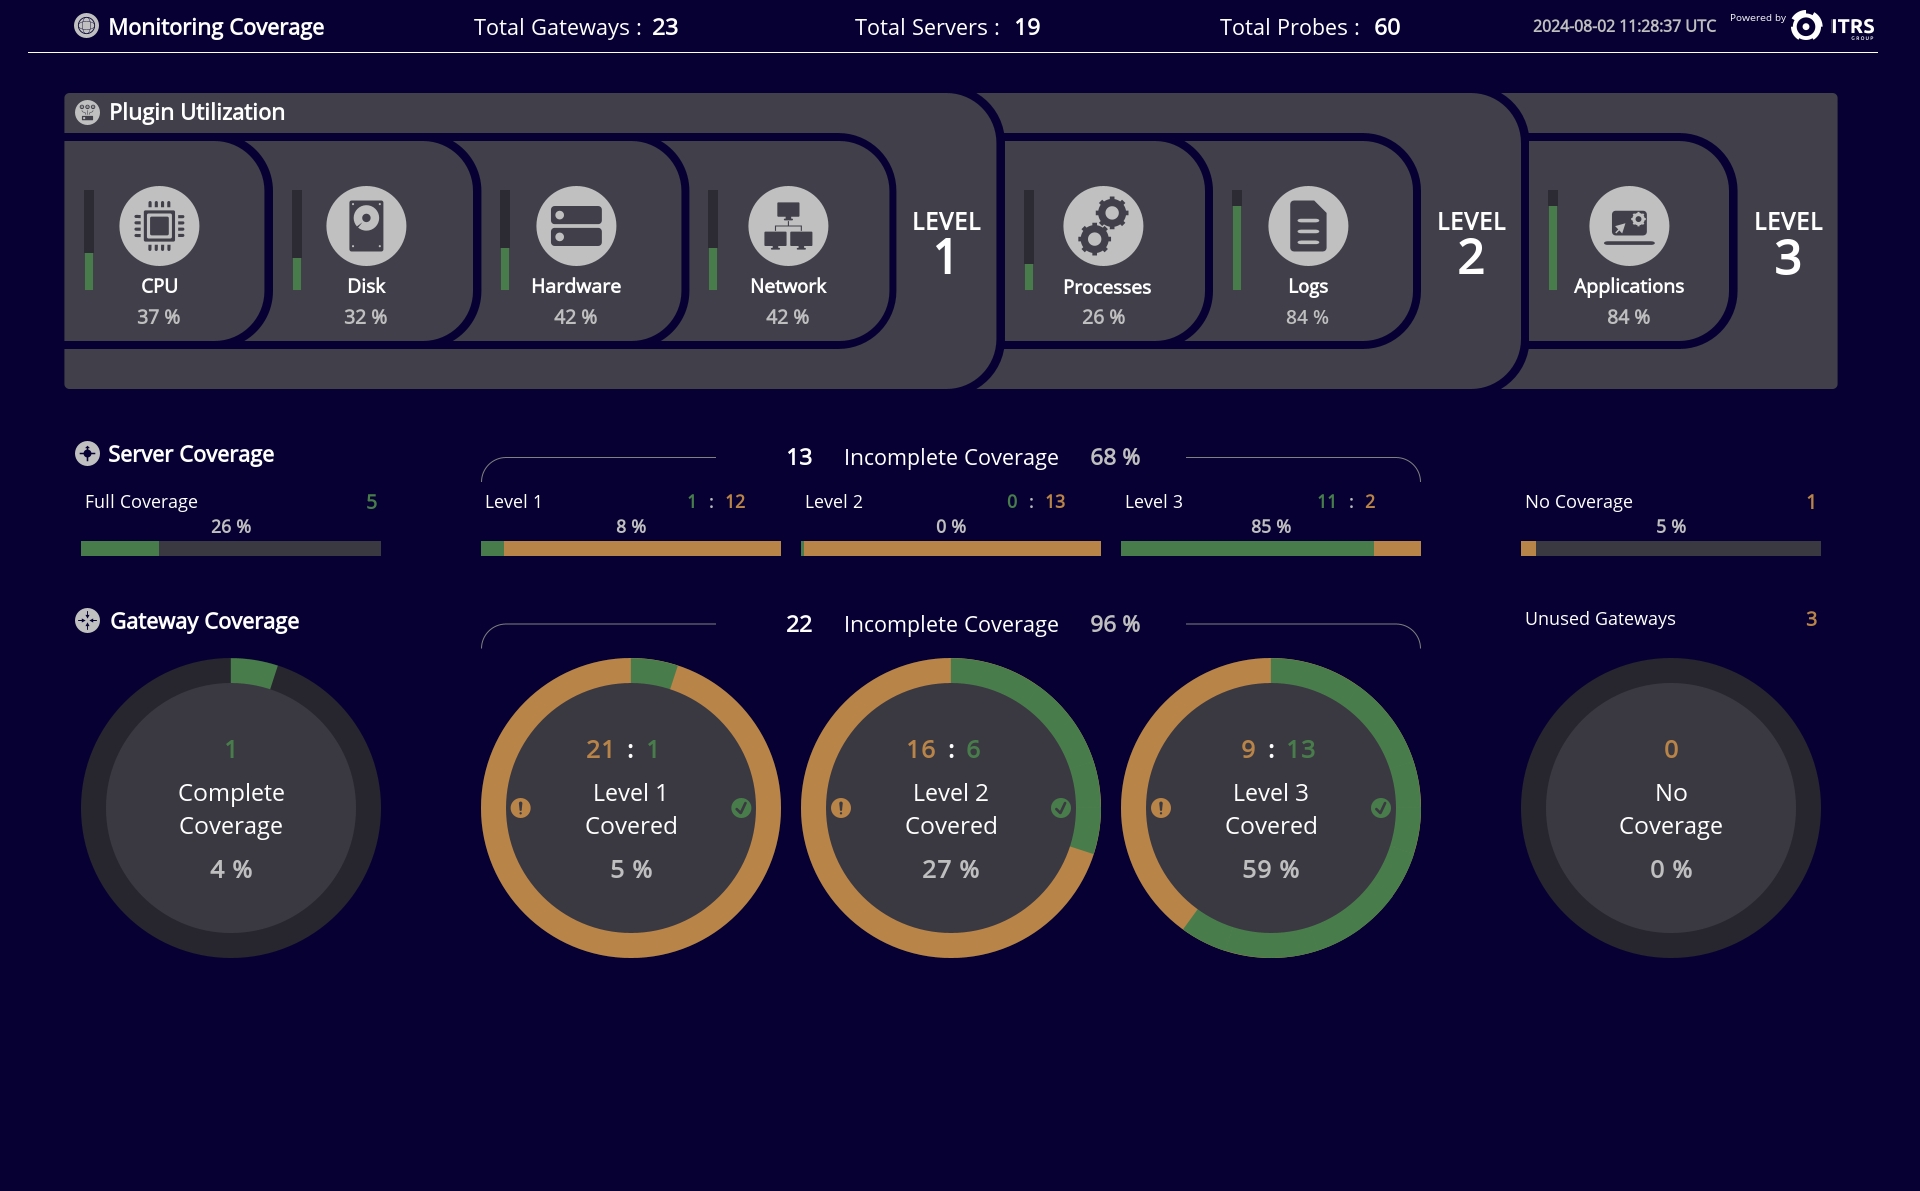 Monitoring Coverage
Total Gateways : 23
Total Servers : 19
Total Probes : 60
2024-08-02 11:28:37 UTC
Powered by
ITRS
GROUP
Plugin Utilization
CPU
37 %
Disk
32 %
Hardware
42 %
Network
42 %
LEVEL
1
Processes
26 %
Logs
84 %
LEVEL
2
Applications
84 %
LEVEL
3
Server Coverage
13 Incomplete Coverage 68 %
Full Coverage 5
26 %
Level 1 1 : 12
8 %
Level 2 0 : 13
0 %
Level 3 11 : 2
85 %
No Coverage 1
5 %
Gateway Coverage
22 Incomplete Coverage 96 %
Unused Gateways 3
1
Complete
Coverage
4 %
21 : 1
Level 1
Covered
5 %
16 : 6
Level 2
Covered
27 %
9 : 13
Level 3
Covered
59 %
0
No
Coverage
0 %